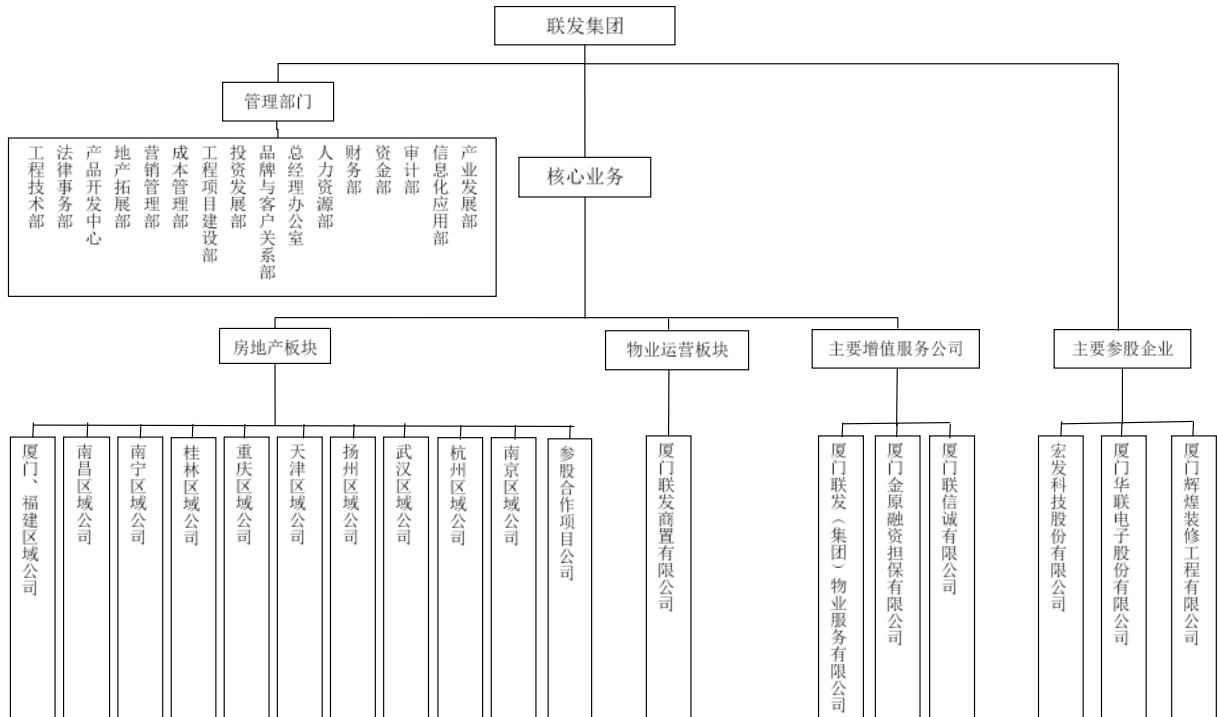 联发集团
管理部门
工程技术部
法律事务部
产品开发中心
地产拓展部
营销管理部
成本管理部
工程项目建设部
投资发展部
品牌与客户关系部
总经理办公室
人力资源部
财务部
资金部
审计部
信息化应用部
产业发展部
核心业务
房地产板块
物业运营板块
主要增值服务公司
主要参股企业
厦门、福建区域公司
南昌区域公司
南宁区域公司
桂林区域公司
重庆区域公司
天津区域公司
扬州区域公司
武汉区域公司
杭州区域公司
南京区域公司
参股合作项目公司
厦门联发商置有限公司
厦门联发（集团）物业服务有限公司
厦门金原融资担保有限公司
厦门联信诚有限公司
宏发科技股份有限公司
厦门华联电子股份有限公司
厦门辉煌装修工程有限公司